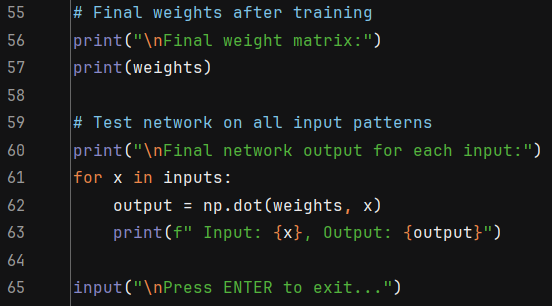 55 # Final weights after training
56 print("\nFinal weight matrix:")
57 print(weights)
58
59 # Test network on all input patterns
60 print("\nFinal network output for each input:")
61 for x in inputs:
62     output = np.dot(weights, x)
63     print(f" Input: {x}, Output: {output}")
64
65 input("\nPress ENTER to exit...")